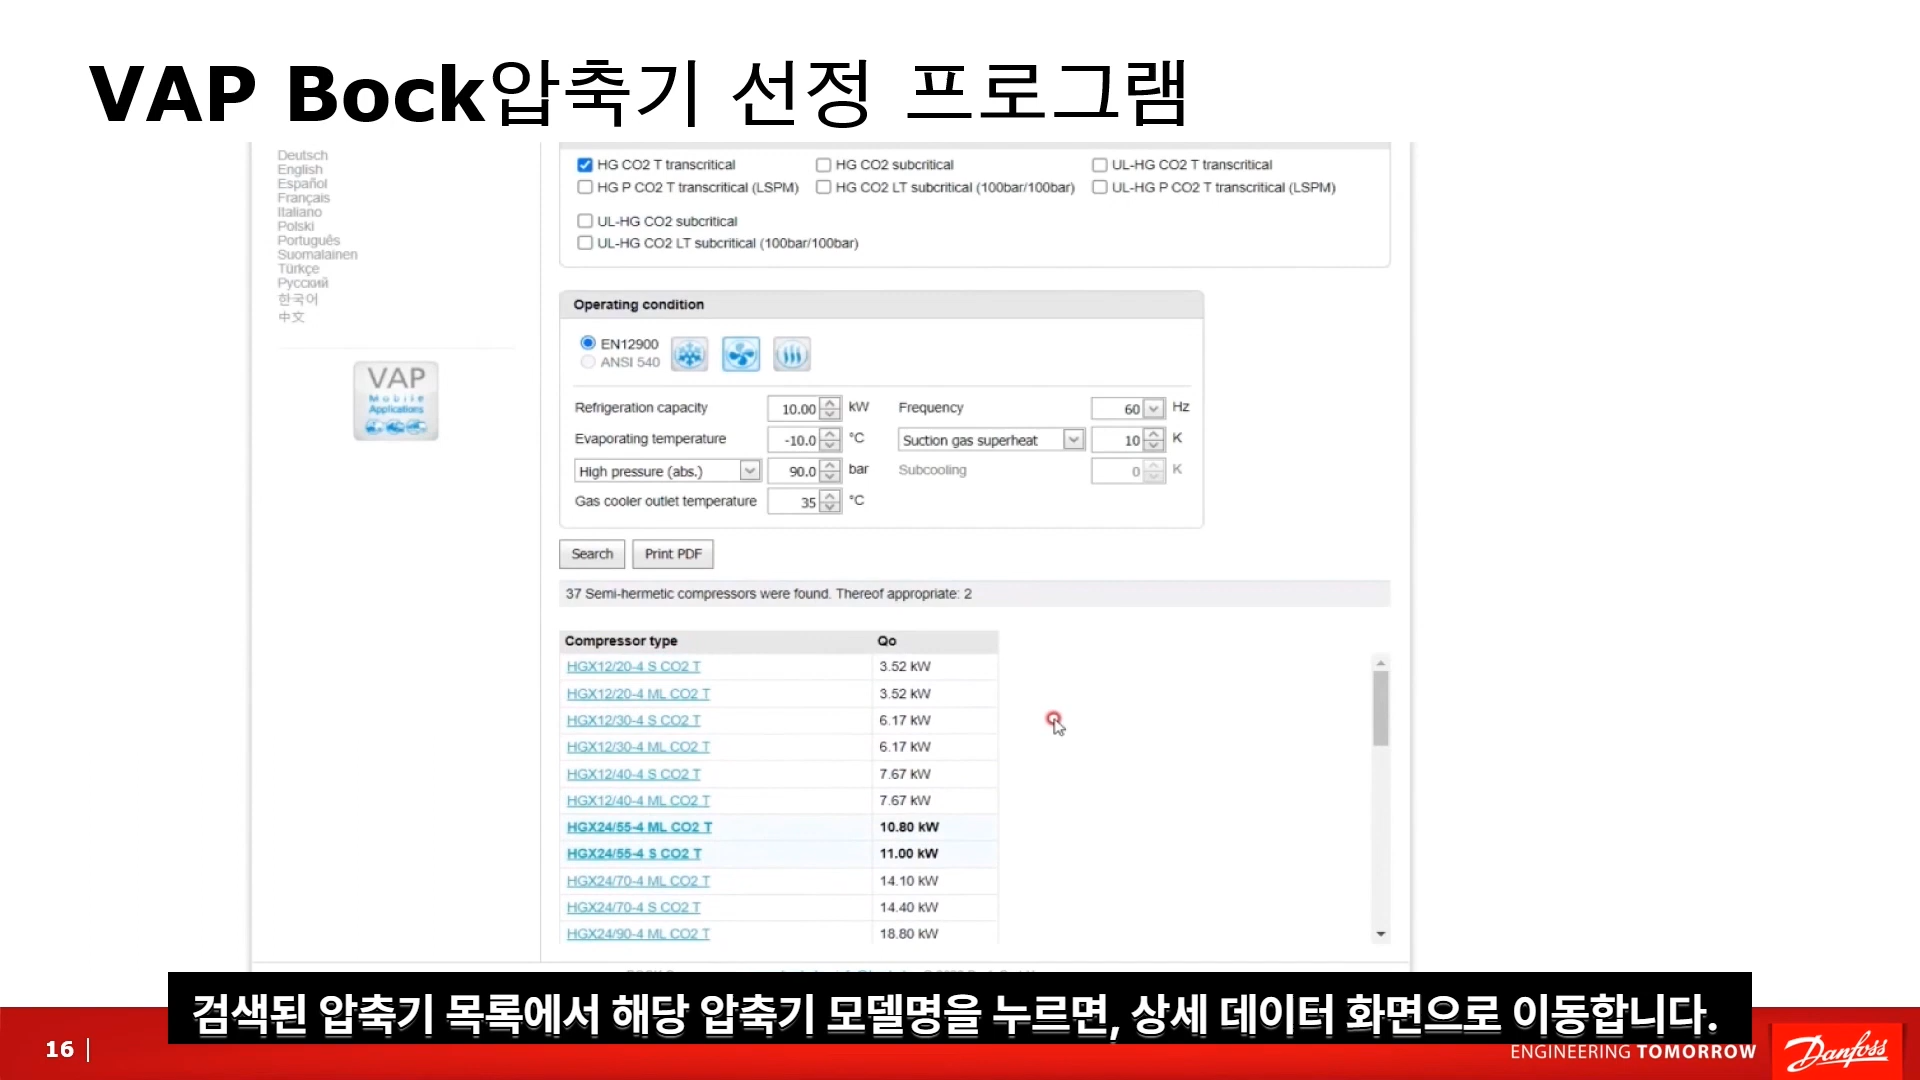 VAP Bock압축기 선정 프로그램
Deutsch
English
Español
Français
Italiano
Polski
Português
Suomalainen
Türkçe
Русский
한국어
中文
VAP
Mobile
Applications
HG CO2 T transcritical
HG CO2 subcritical
UL-HG CO2 T transcritical
HG P CO2 T transcritical (LSPM)
HG CO2 LT subcritical (100bar/100bar)
UL-HG P CO2 T transcritical (LSPM)
UL-HG CO2 subcritical
UL-HG CO2 LT subcritical (100bar/100bar)
Operating condition
EN12900
ANSI 540
Refrigeration capacity 10.00 kW Frequency 60 Hz
Evaporating temperature -10.0 °C Suction gas superheat 10 K
High pressure (abs.) 90.0 bar Subcooling 0 K
Gas cooler outlet temperature 35 °C
Search Print PDF
37 Semi-hermetic compressors were found. Thereof appropriate: 2
Compressor type Qo
HGX12/20-4 S CO2 T 3.52 kW
HGX12/20-4 ML CO2 T 3.52 kW
HGX12/30-4 S CO2 T 6.17 kW
HGX12/30-4 ML CO2 T 6.17 kW
HGX12/40-4 S CO2 T 7.67 kW
HGX12/40-4 ML CO2 T 7.67 kW
HGX24/55-4 ML CO2 T 10.80 kW
HGX24/55-4 S CO2 T 11.00 kW
HGX24/70-4 ML CO2 T 14.10 kW
HGX24/70-4 S CO2 T 14.40 kW
HGX24/90-4 ML CO2 T 18.80 kW
검색된 압축기 목록에서 해당 압축기 모델명을 누르면, 상세 데이터 화면으로 이동합니다.
16
ENGINEERING TOMORROW
Danfoss